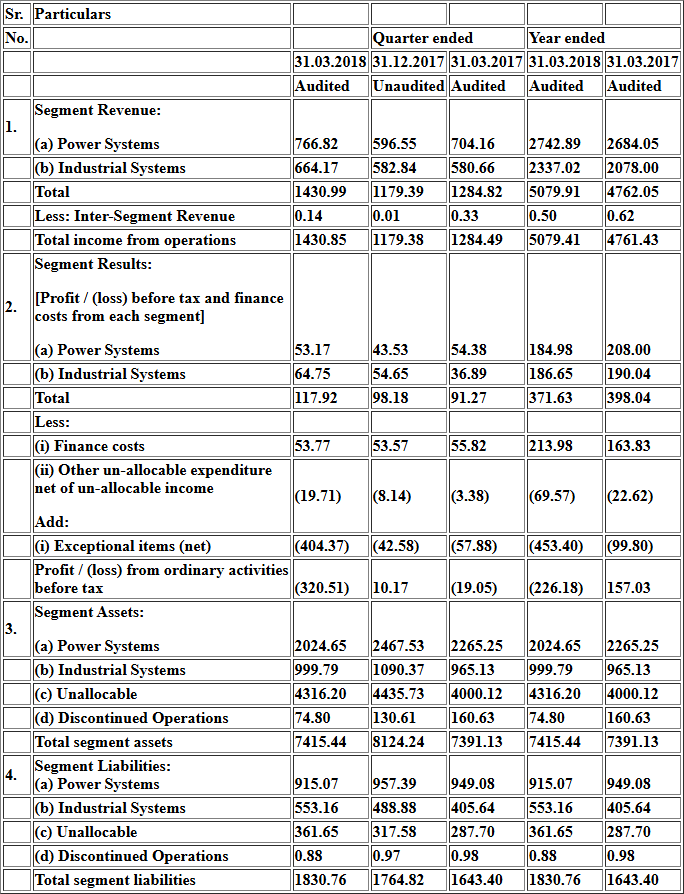 Sr. Particulars
No. Quarter ended Year ended
31.03.2018 31.12.2017 31.03.2017 31.03.2018 31.03.2017
Audited Unaudited Audited Audited Audited
1. Segment Revenue:
(a) Power Systems 766.82 596.55 704.16 2742.89 2684.05
(b) Industrial Systems 664.17 582.84 580.66 2337.02 2078.00
Total 1430.99 1179.39 1284.82 5079.91 4762.05
Less: Inter-Segment Revenue 0.14 0.01 0.33 0.50 0.62
Total income from operations 1430.85 1179.38 1284.49 5079.41 4761.43
2. Segment Results:
[Profit / (loss) before tax and finance
costs from each segment]
(a) Power Systems 53.17 43.53 54.38 184.98 208.00
(b) Industrial Systems 64.75 54.65 36.89 186.65 190.04
Total 117.92 98.18 91.27 371.63 398.04
Less:
(i) Finance costs 53.77 53.57 55.82 213.98 163.83
(ii) Other un-allocable expenditure
net of un-allocable income (19.71) (8.14) (3.38) (69.57) (22.62)
Add:
(i) Exceptional items (net) (404.37) (42.58) (57.88) (453.40) (99.80)
Profit / (loss) from ordinary activities
before tax (320.51) 10.17 (19.05) (226.18) 157.03
3. Segment Assets:
(a) Power Systems 2024.65 2467.53 2265.25 2024.65 2265.25
(b) Industrial Systems 999.79 1090.37 965.13 999.79 965.13
(c) Unallocable 4316.20 4435.73 4000.12 4316.20 4000.12
(d) Discontinued Operations 74.80 130.61 160.63 74.80 160.63
Total segment assets 7415.44 8124.24 7391.13 7415.44 7391.13
4. Segment Liabilities:
(a) Power Systems 915.07 957.39 949.08 915.07 949.08
(b) Industrial Systems 553.16 488.88 405.64 553.16 405.64
(c) Unallocable 361.65 317.58 287.70 361.65 287.70
(d) Discontinued Operations 0.88 0.97 0.98 0.88 0.98
Total segment liabilities 1830.76 1764.82 1643.40 1830.76 1643.40